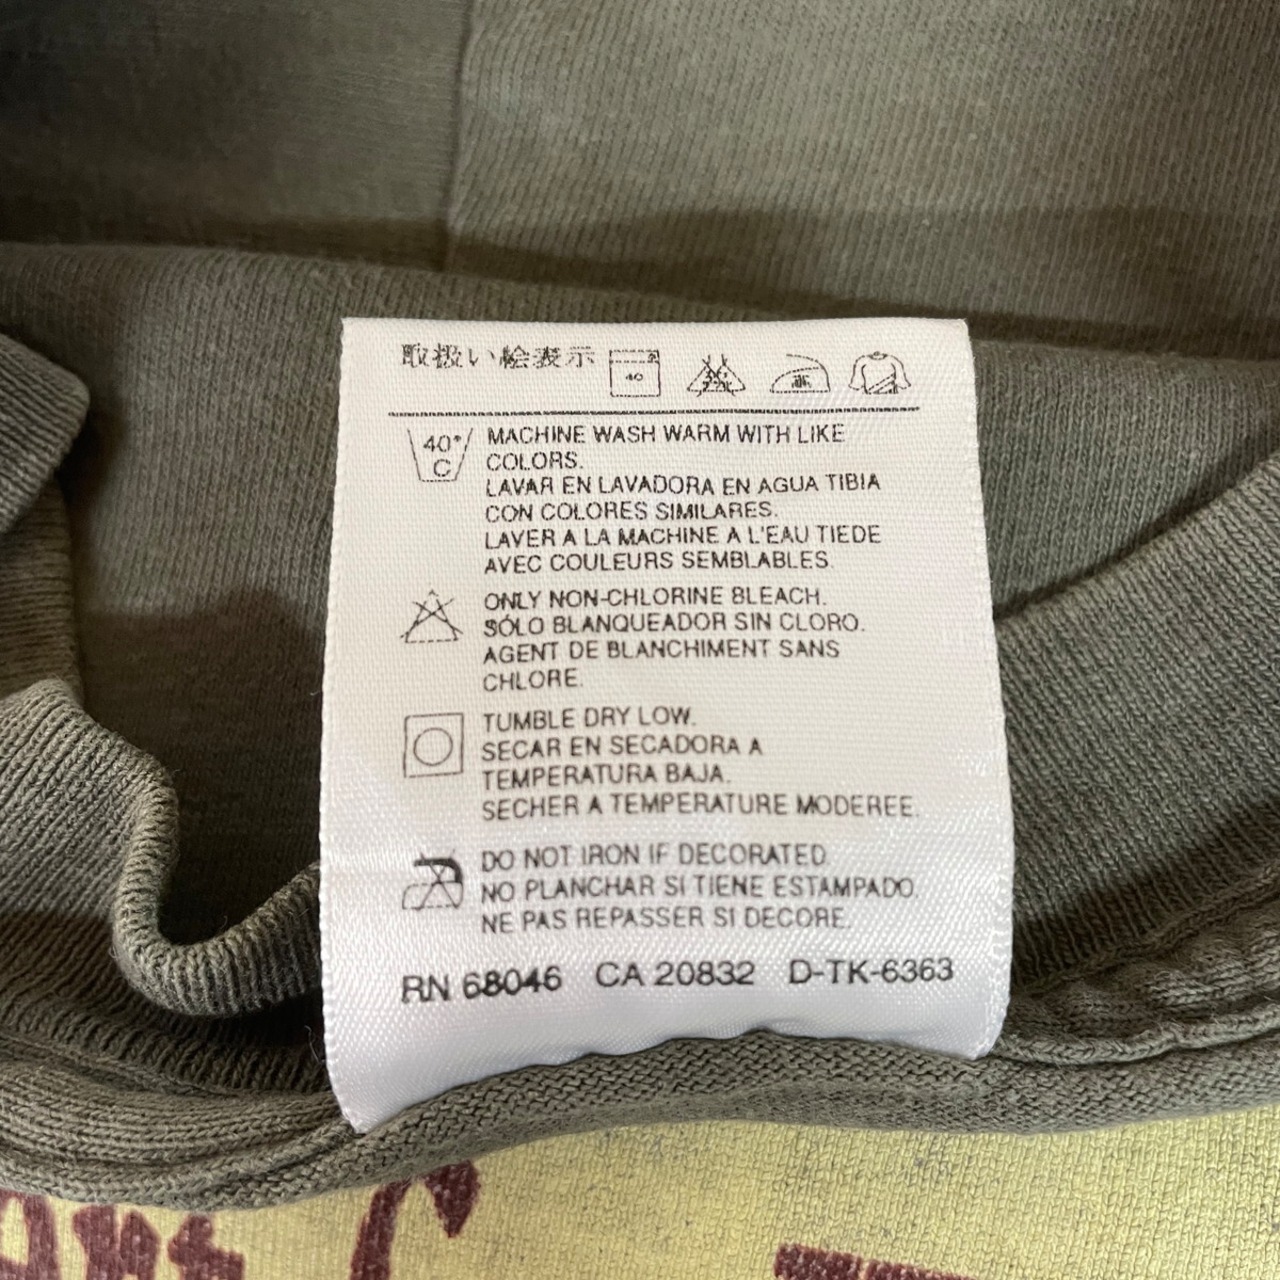 取扱い絵表示
40
40°
C
MACHINE WASH WARM WITH LIKE
COLORS.
LAVAR EN LAVADORA EN AGUA TIBIA
CON COLORES SIMILARES.
LAVER A LA MACHINE A L'EAU TIEDE
AVEC COULEURS SEMBLABLES.
ONLY NON-CHLORINE BLEACH.
SÓLO BLANQUEADOR SIN CLORO.
AGENT DE BLANCHIMENT SANS
CHLORE.
TUMBLE DRY LOW.
SECAR EN SECADORA A
TEMPERATURA BAJA.
SECHER A TEMPERATURE MODEREE.
DO NOT IRON IF DECORATED.
NO PLANCHAR SI TIENE ESTAMPADO.
NE PAS REPASSER SI DECORE.
RN 68046 CA 20832 D-TK-6363